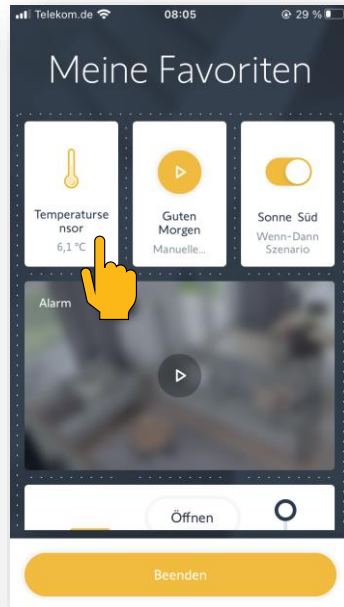 Telekom.de 08:05 29 %
Meine Favoriten
Temperaturse
nsor
6,1 °C
Guten
Morgen
Manuelle...
Sonne Süd
Wenn-Dann
Szenario
Alarm
Öffnen
Beenden